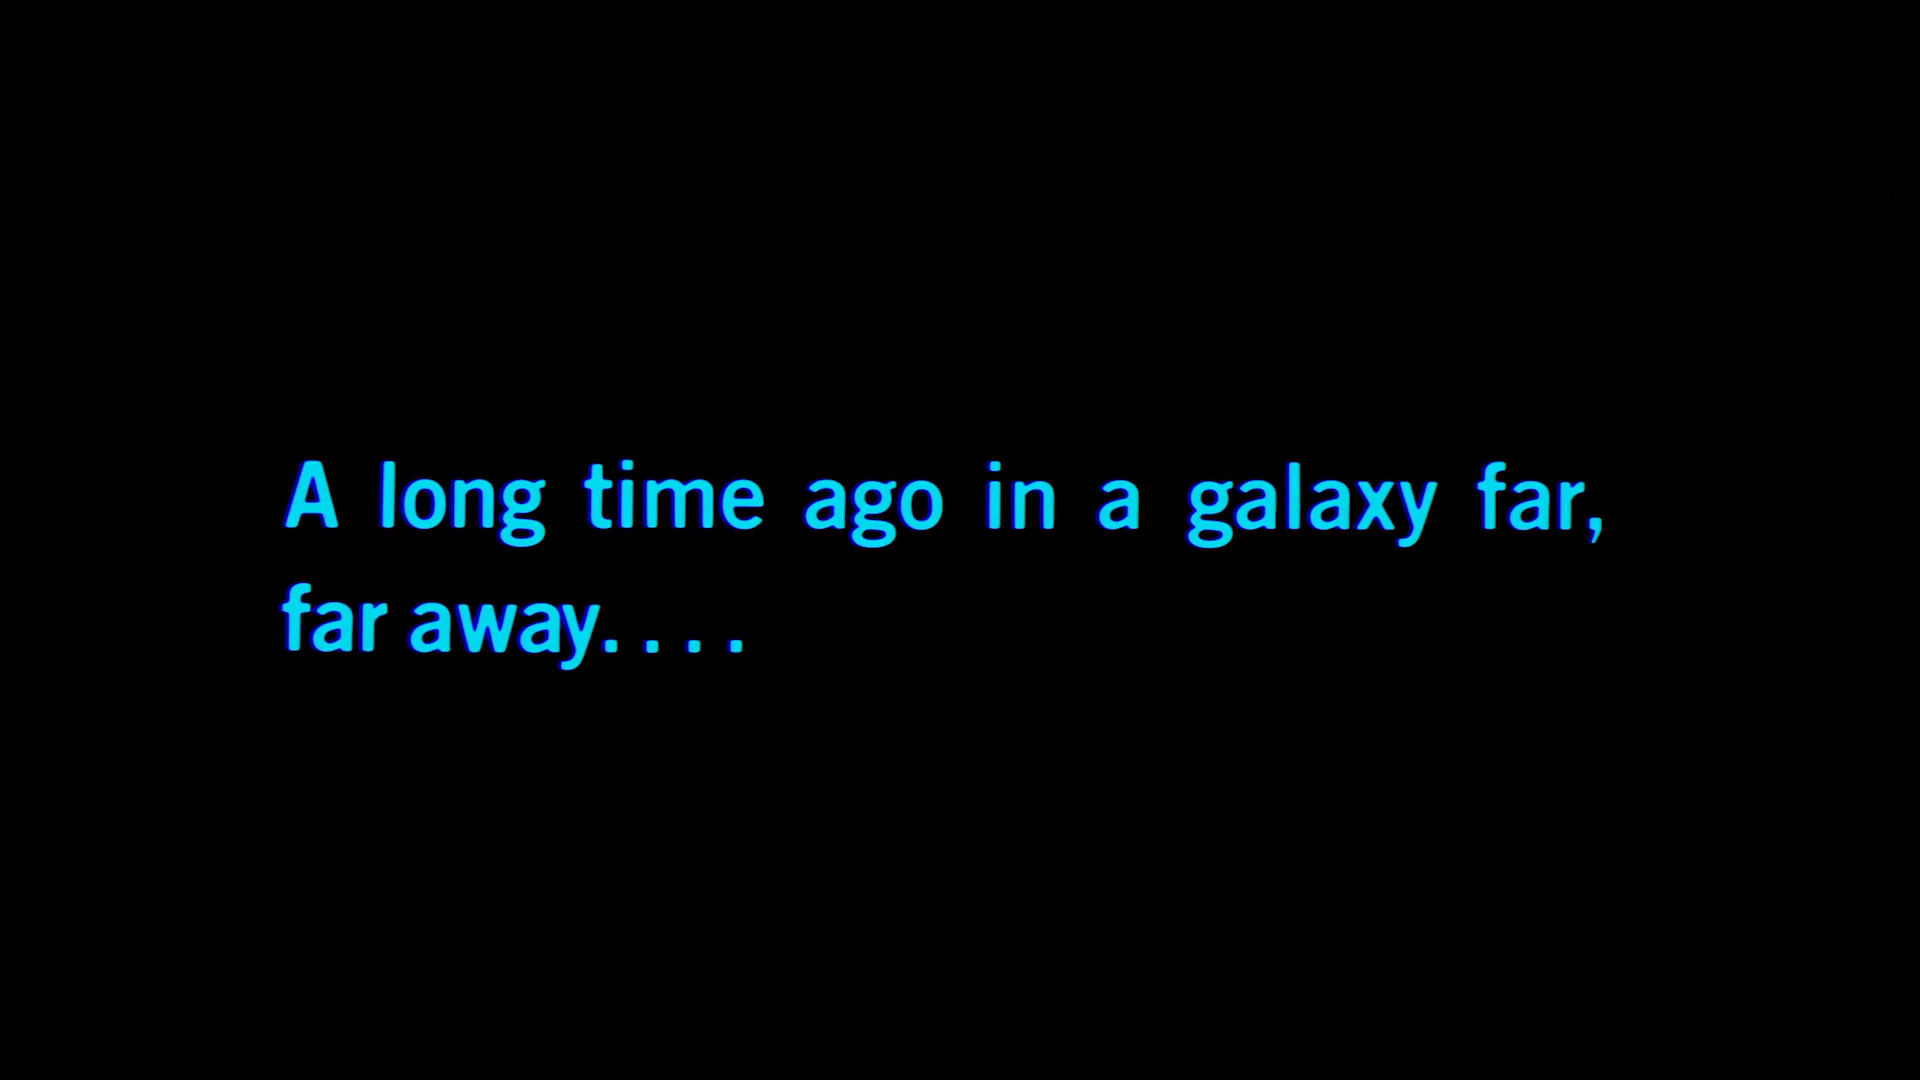 A long time ago in a galaxy far,
far away. . . .